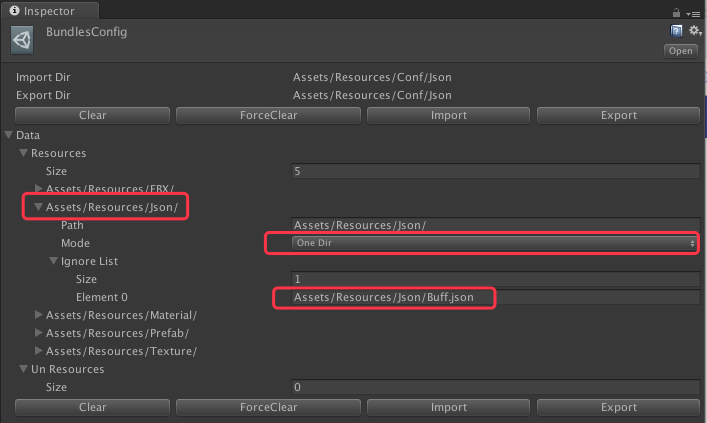 Inspector
BundlesConfig
Open
Import Dir Assets/Resources/Conf/Json
Export Dir Assets/Resources/Conf/Json
Clear ForceClear Import Export
Data
Resources
Size 5
Assets/Resources/FBX/
Assets/Resources/Json/
Path Assets/Resources/Json/
Mode One Dir
Ignore List
Size 1
Element 0 Assets/Resources/Json/Buff.json
Assets/Resources/Material/
Assets/Resources/Prefab/
Assets/Resources/Texture/
Un Resources
Size 0
Clear ForceClear Import Export